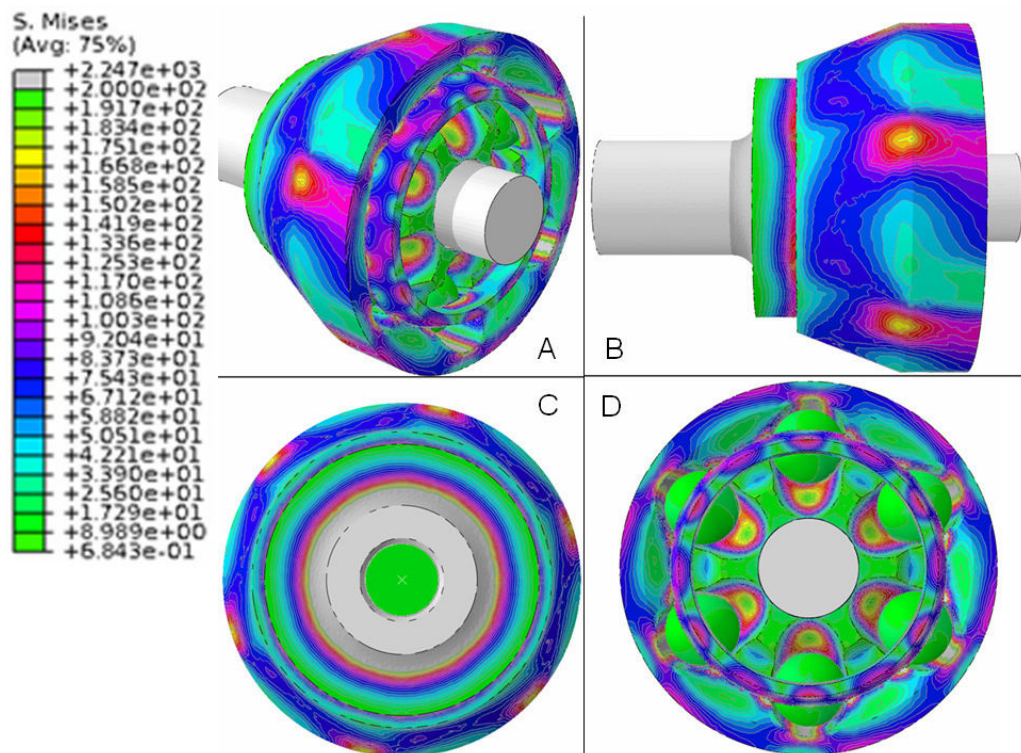 S. Mises
(Avg: 75%)
+2.247e+03
+2.000e+02
+1.917e+02
+1.834e+02
+1.751e+02
+1.668e+02
+1.585e+02
+1.502e+02
+1.419e+02
+1.336e+02
+1.253e+02
+1.170e+02
+1.086e+02
+1.003e+02
+9.204e+01
+8.373e+01
+7.543e+01
+6.712e+01
+5.882e+01
+5.051e+01
+4.221e+01
+3.390e+01
+2.560e+01
+1.729e+01
+8.989e+00
+6.843e-01
A
B
C
D